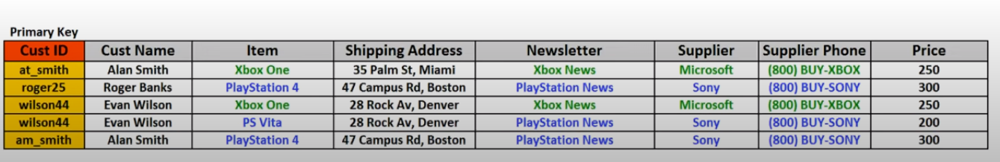 Primary Key
Cust ID Cust Name Item Shipping Address Newsletter Supplier Supplier Phone Price
at_smith Alan Smith Xbox One 35 Palm St, Miami Xbox News Microsoft (800) BUY-XBOX 250
roger25 Roger Banks PlayStation 4 47 Campus Rd, Boston PlayStation News Sony (800) BUY-SONY 300
wilson44 Evan Wilson Xbox One 28 Rock Av, Denver Xbox News Microsoft (800) BUY-XBOX 250
wilson44 Evan Wilson PS Vita 28 Rock Av, Denver PlayStation News Sony (800) BUY-SONY 200
am_smith Alan Smith PlayStation 4 47 Campus Rd, Boston PlayStation News Sony (800) BUY-SONY 300